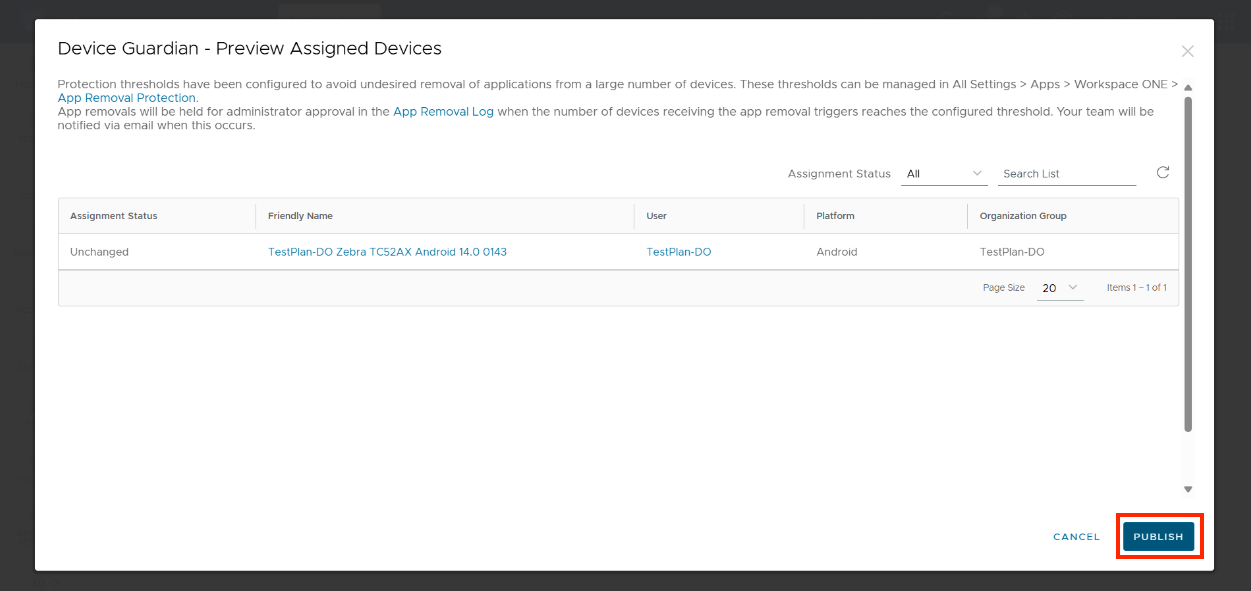 Device Guardian - Preview Assigned Devices
Protection thresholds have been configured to avoid undesired removal of applications from a large number of devices. These thresholds can be managed in All Settings > Apps > Workspace ONE >
App Removal Protection.
App removals will be held for administrator approval in the App Removal Log when the number of devices receiving the app removal triggers reaches the configured threshold. Your team will be
notified via email when this occurs.
Assignment Status All Search List
Assignment Status Friendly Name User Platform Organization Group
Unchanged TestPlan-DO Zebra TC52AX Android 14.0 0143 TestPlan-DO Android TestPlan-DO
Page Size 20 Items 1 – 1 of 1
CANCEL PUBLISH